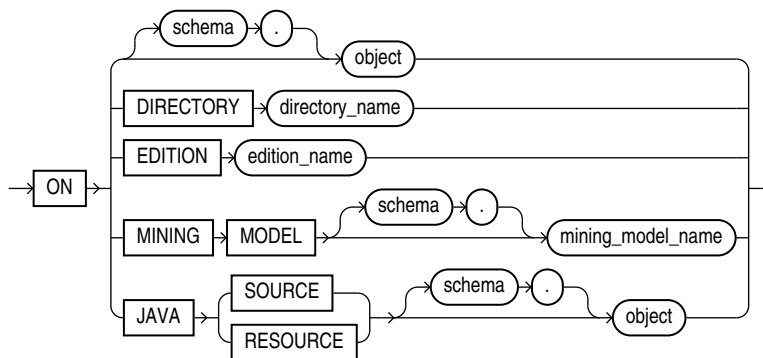 schema .
object
DIRECTORY directory_name
EDITION edition_name
ON
schema .
MINING MODEL mining_model_name
SOURCE schema .
JAVA object
RESOURCE